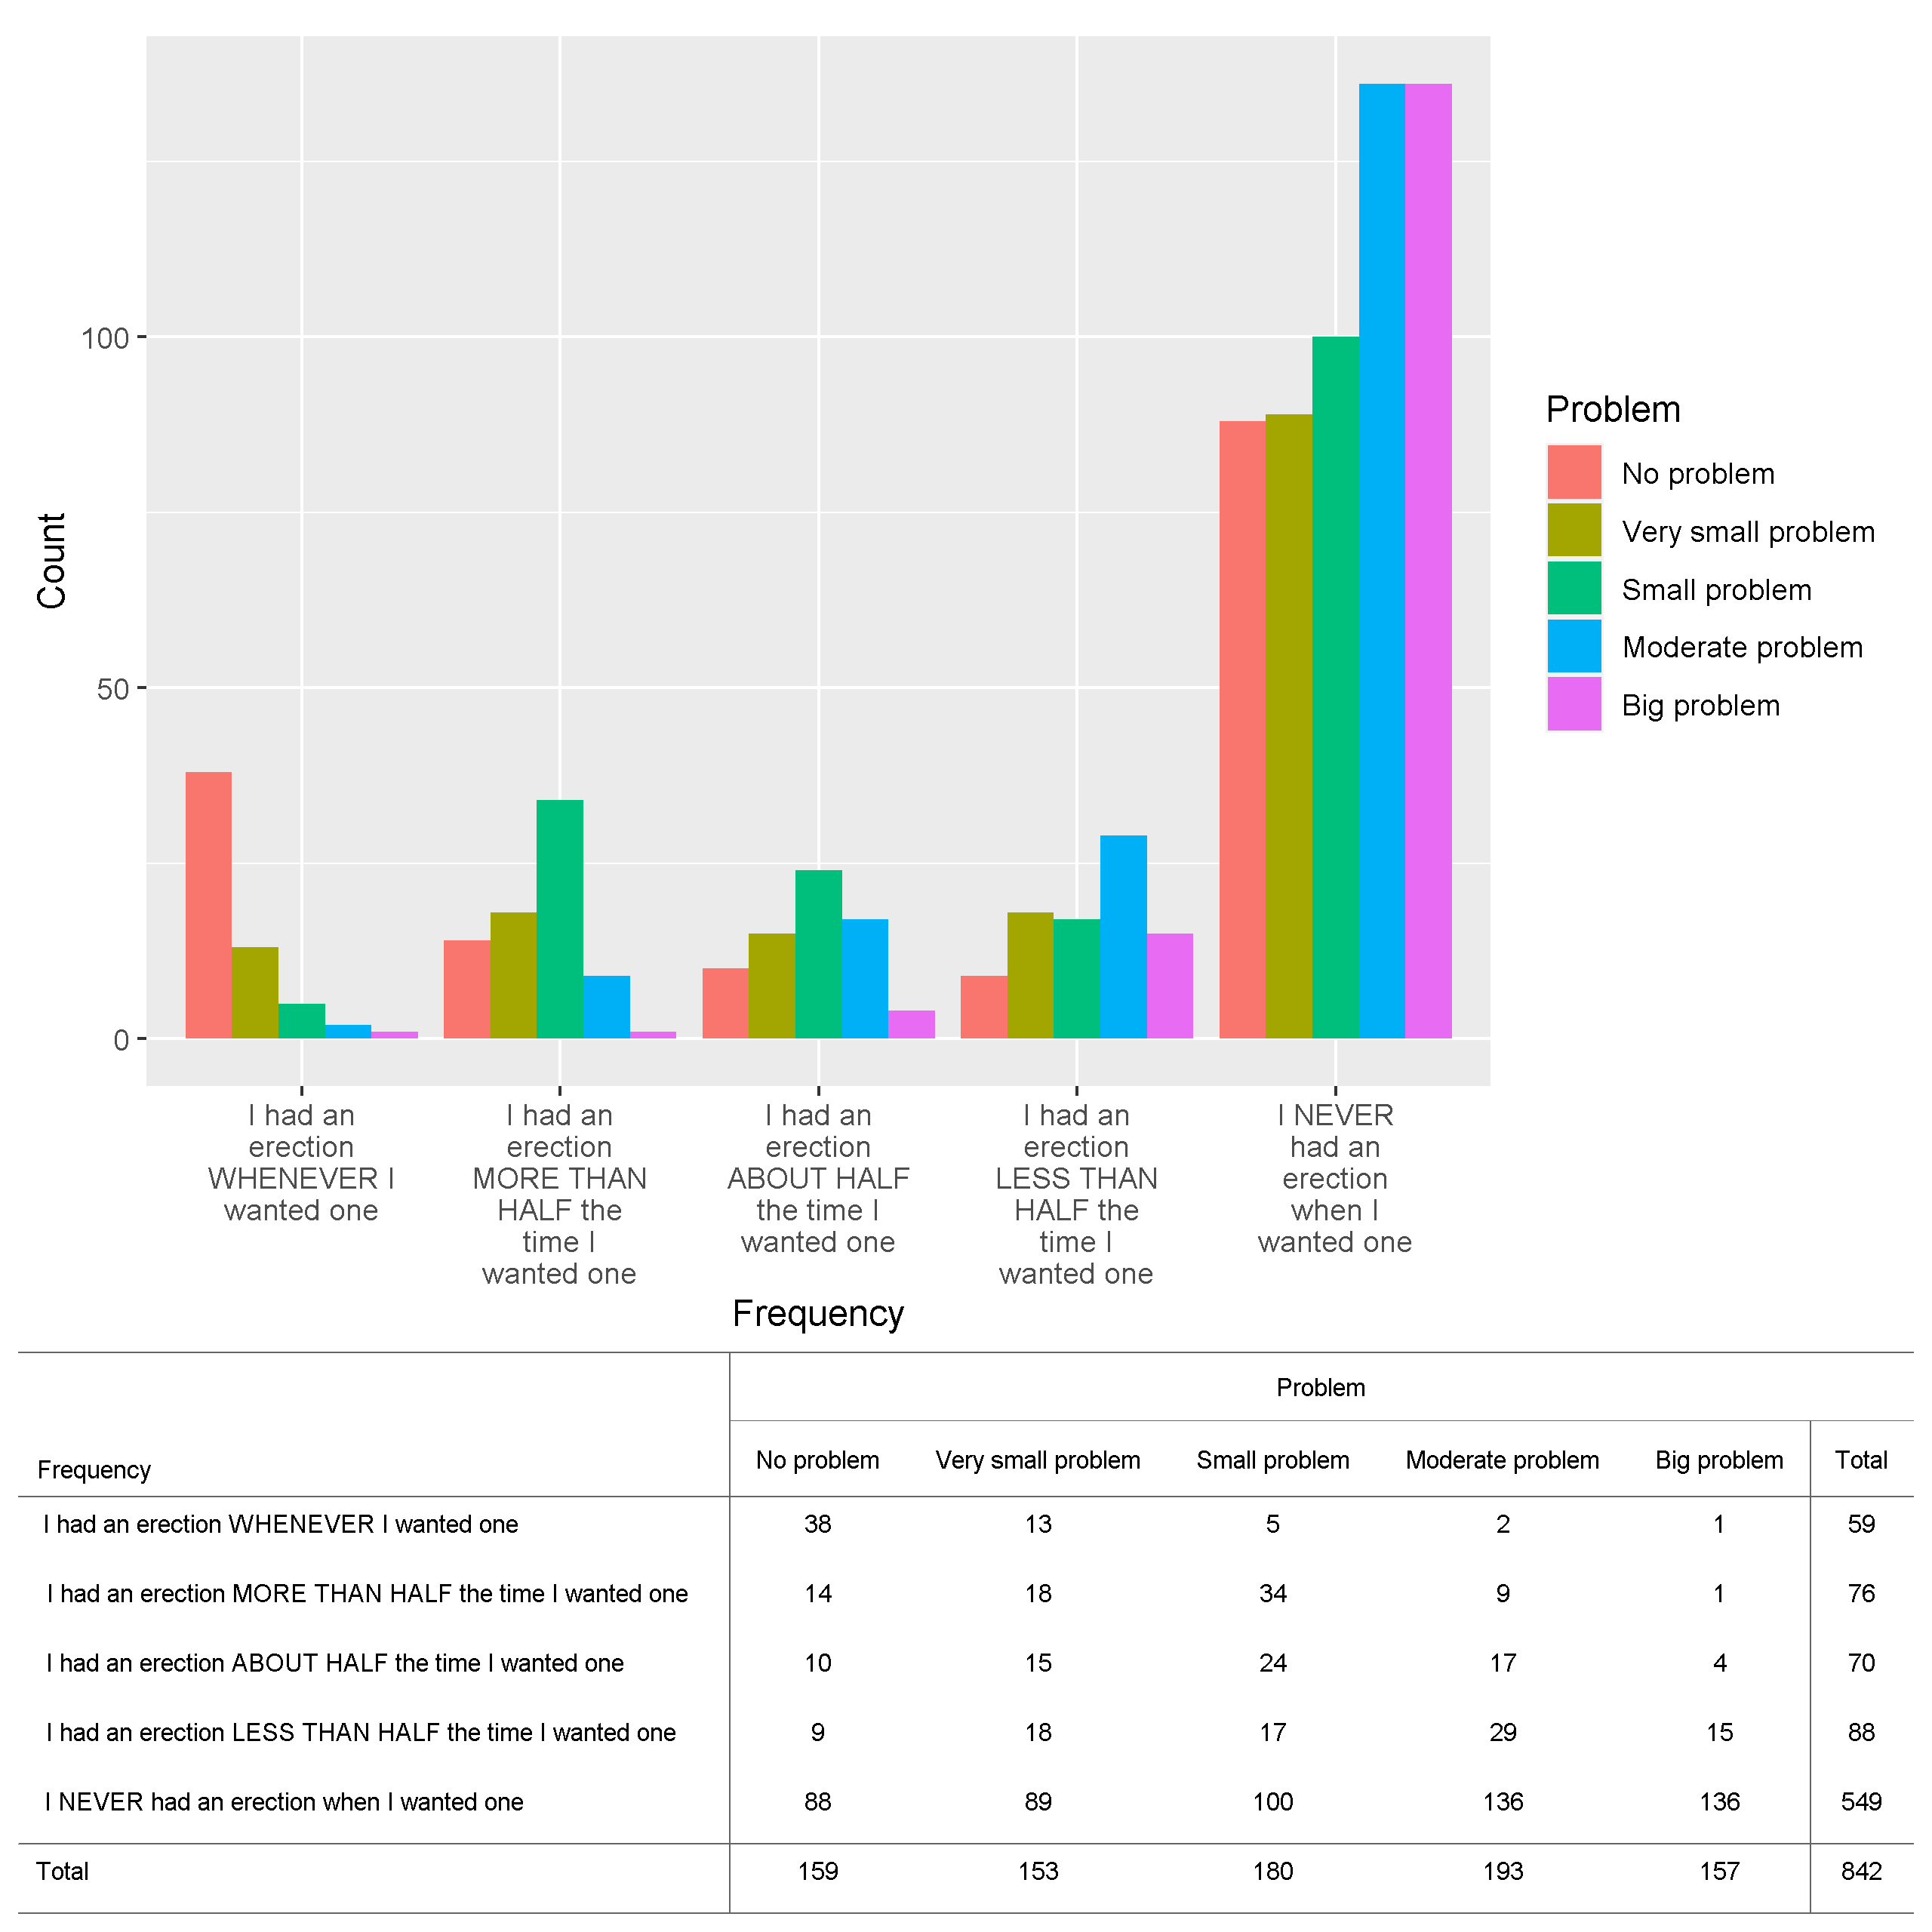 100
50
0
Count
I had an
erection
WHENEVER I
wanted one
I had an
erection
MORE THAN
HALF the
time I
wanted one
I had an
erection
ABOUT HALF
the time I
wanted one
I had an
erection
LESS THAN
HALF the
time I
wanted one
I NEVER
had an
erection
when I
wanted one
Frequency
Problem
No problem
Very small problem
Small problem
Moderate problem
Big problem
Problem
Frequency No problem Very small problem Small problem Moderate problem Big problem Total
I had an erection WHENEVER I wanted one 38 13 5 2 1 59
I had an erection MORE THAN HALF the time I wanted one 14 18 34 9 1 76
I had an erection ABOUT HALF the time I wanted one 10 15 24 17 4 70
I had an erection LESS THAN HALF the time I wanted one 9 18 17 29 15 88
I NEVER had an erection when I wanted one 88 89 100 136 136 549
Total 159 153 180 193 157 842